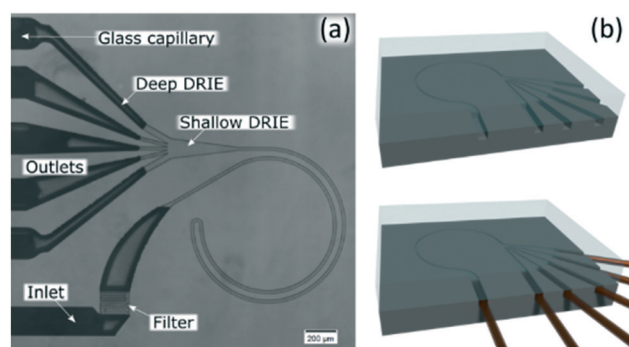 (a)
Glass capillary
Deep DRIE
Shallow DRIE
Outlets
Inlet
Filter
200 µm
(b)